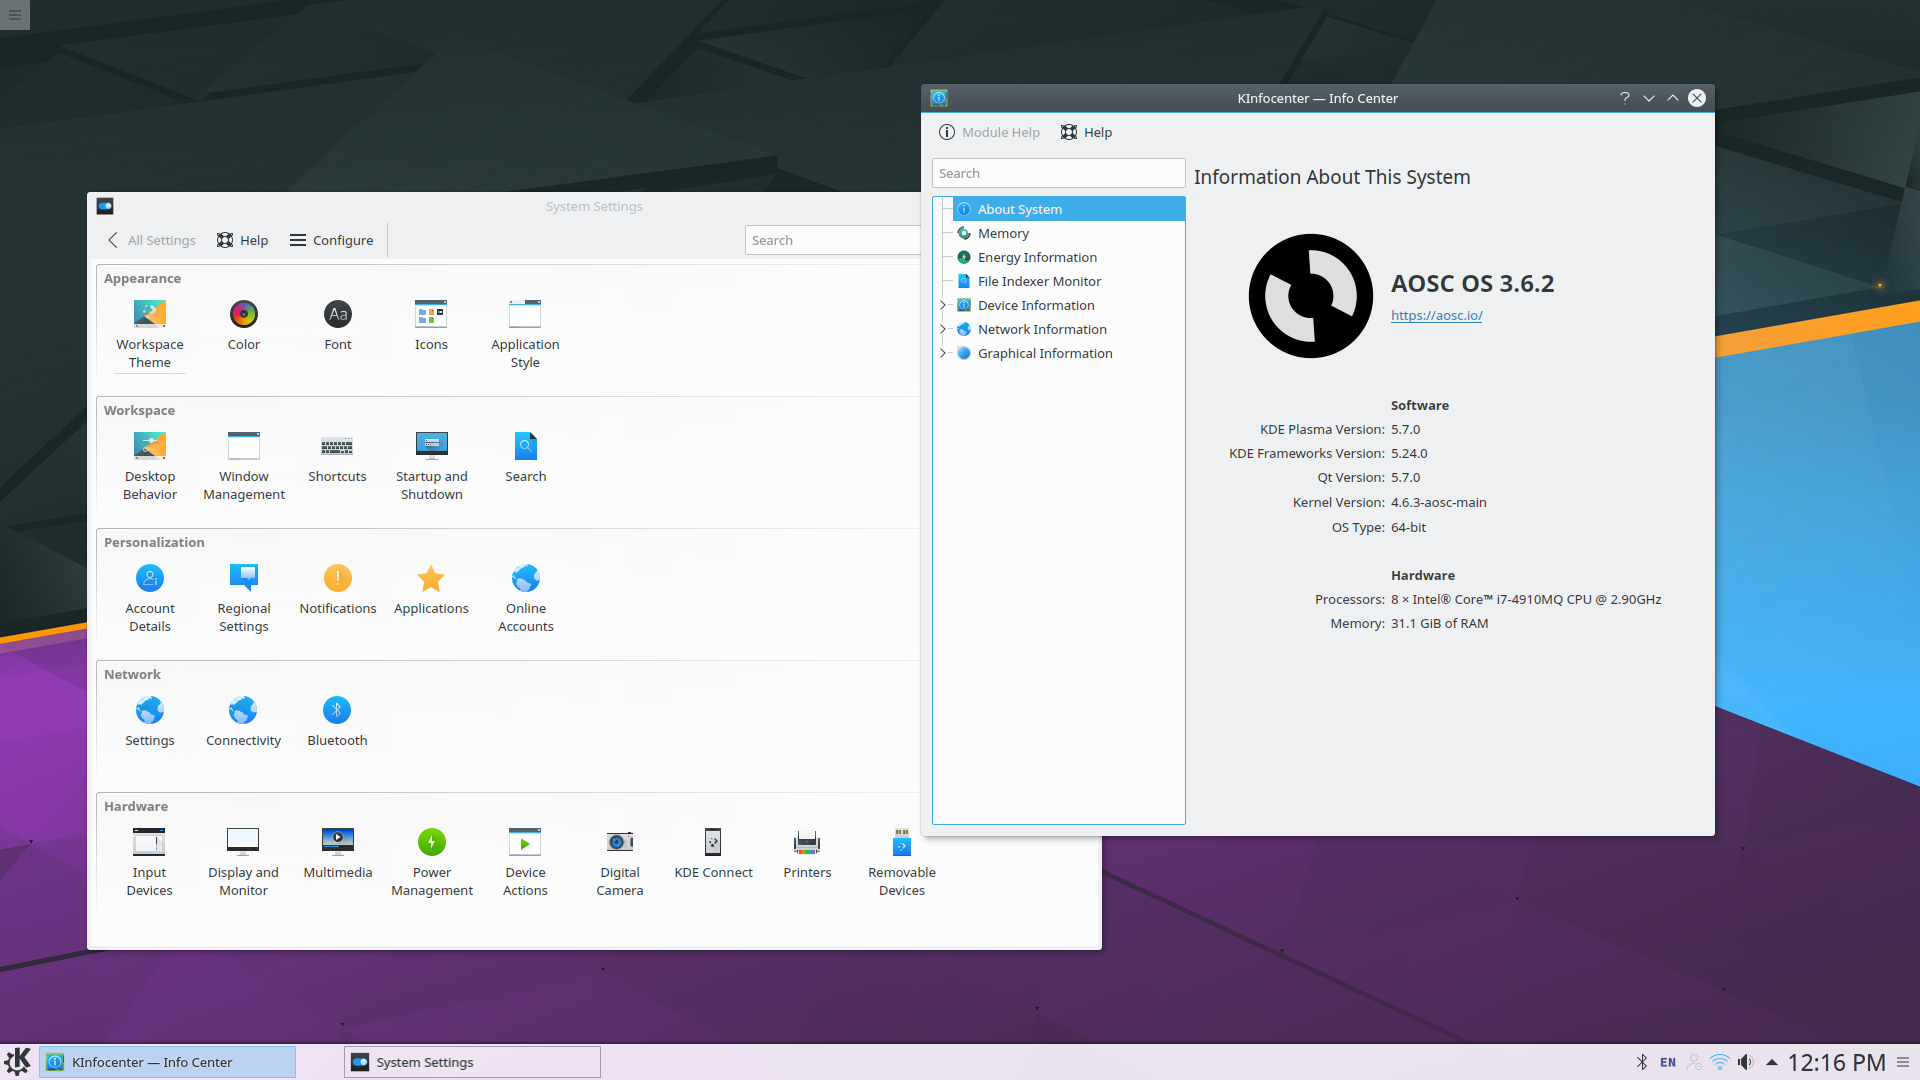 System Settings
All Settings
Help
Configure
Search
Appearance
Workspace
Theme
Color
Font
Icons
Application
Style
Workspace
Desktop
Behavior
Window
Management
Shortcuts
Startup and
Shutdown
Search
Personalization
Account
Details
Regional
Settings
Notifications
Applications
Online
Accounts
Network
Settings
Connectivity
Bluetooth
Hardware
Input
Devices
Display and
Monitor
Multimedia
Power
Management
Device
Actions
Digital
Camera
KDE Connect
Printers
Removable
Devices
KInfocenter — Info Center
Module Help
Help
Search
About System
Memory
Energy Information
File Indexer Monitor
Device Information
Network Information
Graphical Information
Information About This System
AOSC OS 3.6.2
https://aosc.io/
Software
KDE Plasma Version: 5.7.0
KDE Frameworks Version: 5.24.0
Qt Version: 5.7.0
Kernel Version: 4.6.3-aosc-main
OS Type: 64-bit
Hardware
Processors: 8 × Intel® Core™ i7-4910MQ CPU @ 2.90GHz
Memory: 31.1 GiB of RAM
KInfocenter — Info Center
System Settings
EN
12:16 PM